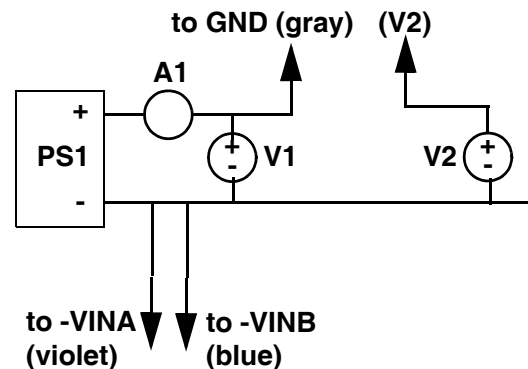 to GND (gray) (V2)
A1
+
PS1
-
+
-
V1
V2
+
-
to -VINA
(violet)
to -VINB
(blue)